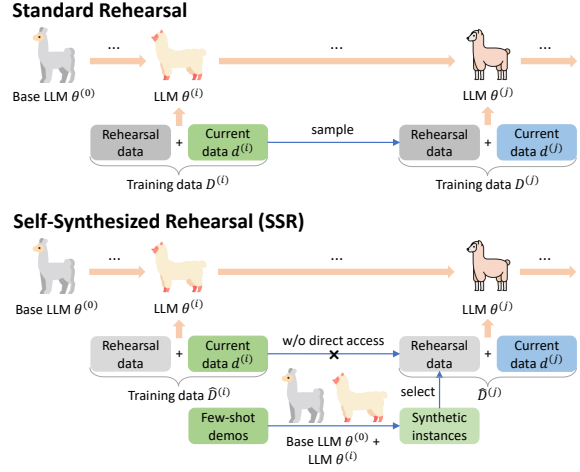 Standard Rehearsal
... ... ...
Base LLM θ^(0) LLM θ^(i) LLM θ^(j)
Rehearsal data + Current data d^(i) sample Rehearsal data + Current data d^(j)
Training data D^(i) Training data D^(j)
Self-Synthesized Rehearsal (SSR)
... ... ...
Base LLM θ^(0) LLM θ^(i) LLM θ^(j)
Rehearsal data + Current data d^(i) w/o direct access Rehearsal data + Current data d^(j)
Training data D̂^(i) D̂^(j)
select
Few-shot demos Base LLM θ^(0) + LLM θ^(i) Synthetic instances